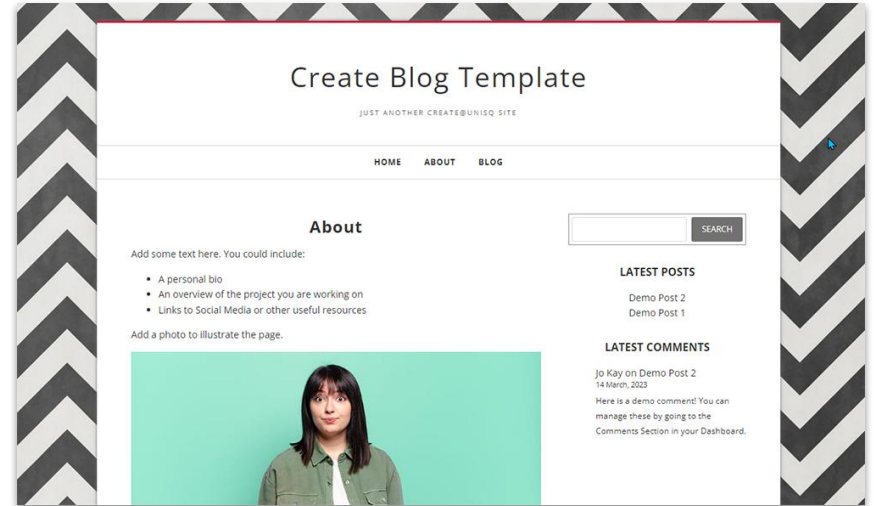 Create Blog Template
JUST ANOTHER CREATE@UNISQ SITE
HOME ABOUT BLOG
About
Add some text here. You could include:
• A personal bio
• An overview of the project you are working on
• Links to Social Media or other useful resources
Add a photo to illustrate the page.
SEARCH
LATEST POSTS
Demo Post 2
Demo Post 1
LATEST COMMENTS
Jo Kay on Demo Post 2
14 March, 2023
Here is a demo comment! You can
manage these by going to the
Comments Section in your Dashboard.